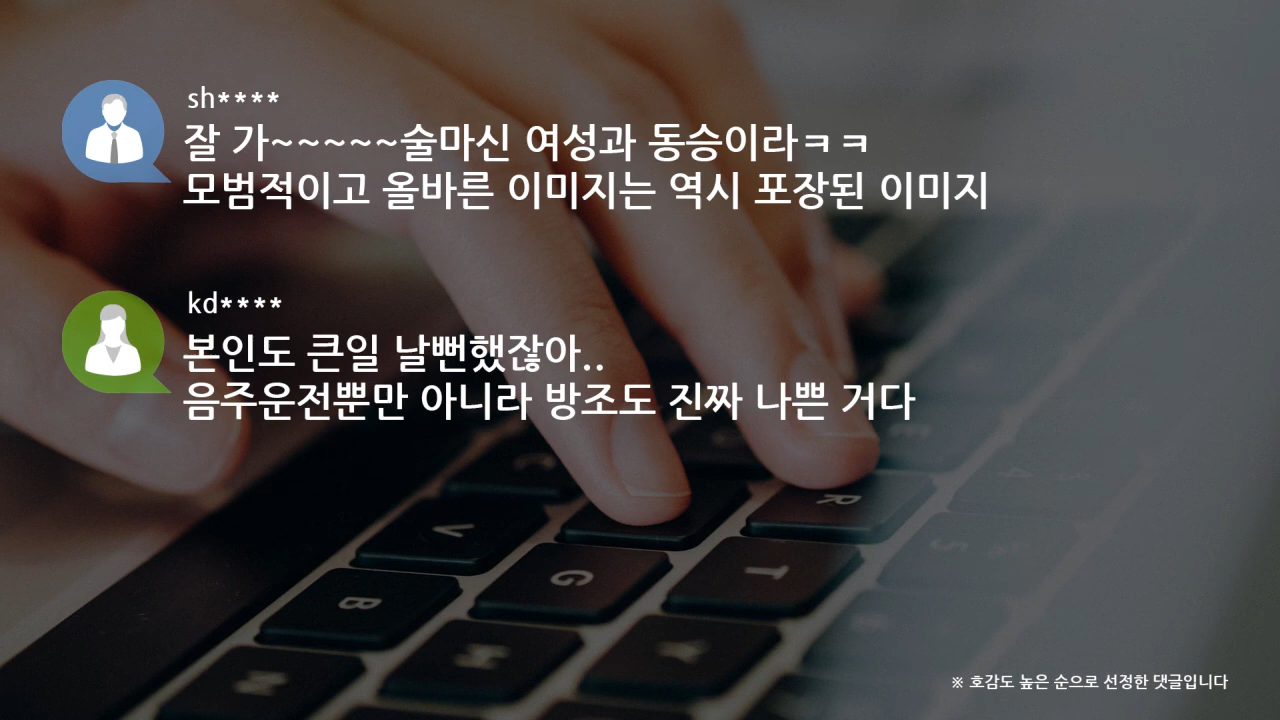 sh****
잘 가~~~~~술마신 여성과 동승이라ㅋㅋ
모범적이고 올바른 이미지는 역시 포장된 이미지
kd****
본인도 큰일 날뻔했잖아..
음주운전뿐만 아니라 방조도 진짜 나쁜 거다
C
R
V
G
T
B
H
Y
N
5
4
※ 호감도 높은 순으로 선정한 댓글입니다